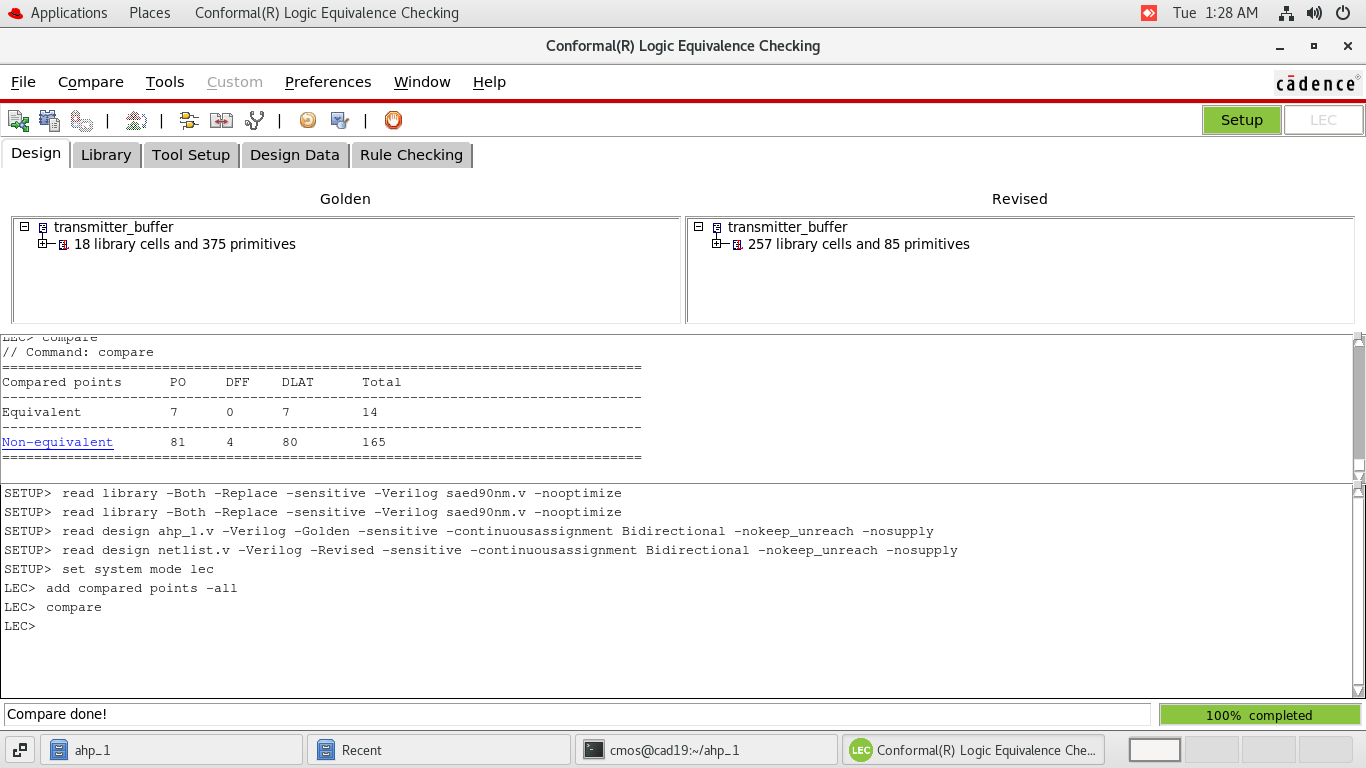 Applications Places Conformal(R) Logic Equivalence Checking Tue 1:28 AM
Conformal(R) Logic Equivalence Checking
File Compare Tools Custom Preferences Window Help cādence
Setup LEC
Design Library Tool Setup Design Data Rule Checking
Golden Revised
transmitter_buffer transmitter_buffer
18 library cells and 375 primitives 257 library cells and 85 primitives
LEC> compare
// Command: compare
================================================================================
Compared points PO DFF DLAT Total
--------------------------------------------------------------------------------
Equivalent 7 0 7 14
--------------------------------------------------------------------------------
Non-equivalent 81 4 80 165
================================================================================
SETUP> read library -Both -Replace -sensitive -Verilog saed90nm.v -nooptimize
SETUP> read library -Both -Replace -sensitive -Verilog saed90nm.v -nooptimize
SETUP> read design ahp_1.v -Verilog -Golden -sensitive -continuousassignment Bidirectional -nokeep_unreach -nosupply
SETUP> read design netlist.v -Verilog -Revised -sensitive -continuousassignment Bidirectional -nokeep_unreach -nosupply
SETUP> set system mode lec
LEC> add compared points -all
LEC> compare
LEC>
Compare done! 100% completed
ahp_1 Recent cmos@cad19:~/ahp_1 LEC Conformal(R) Logic Equivalence Che...